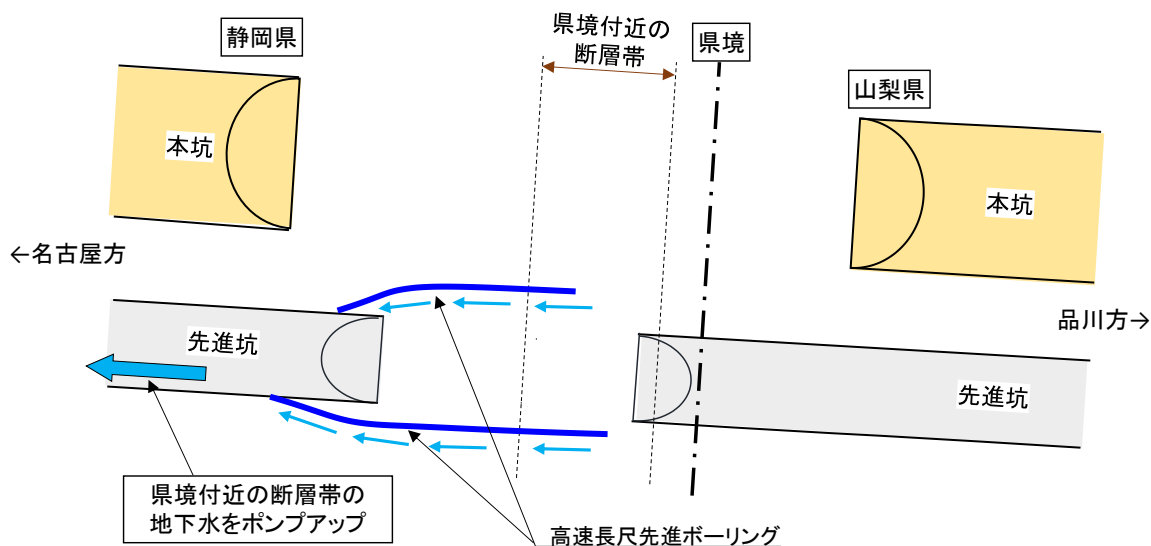 静岡県
県境付近の
断層帯
県境
山梨県
本坑
本坑
←名古屋方
品川方→
先進坑
先進坑
県境付近の断層帯の
地下水をポンプアップ
高速長尺先進ボーリング